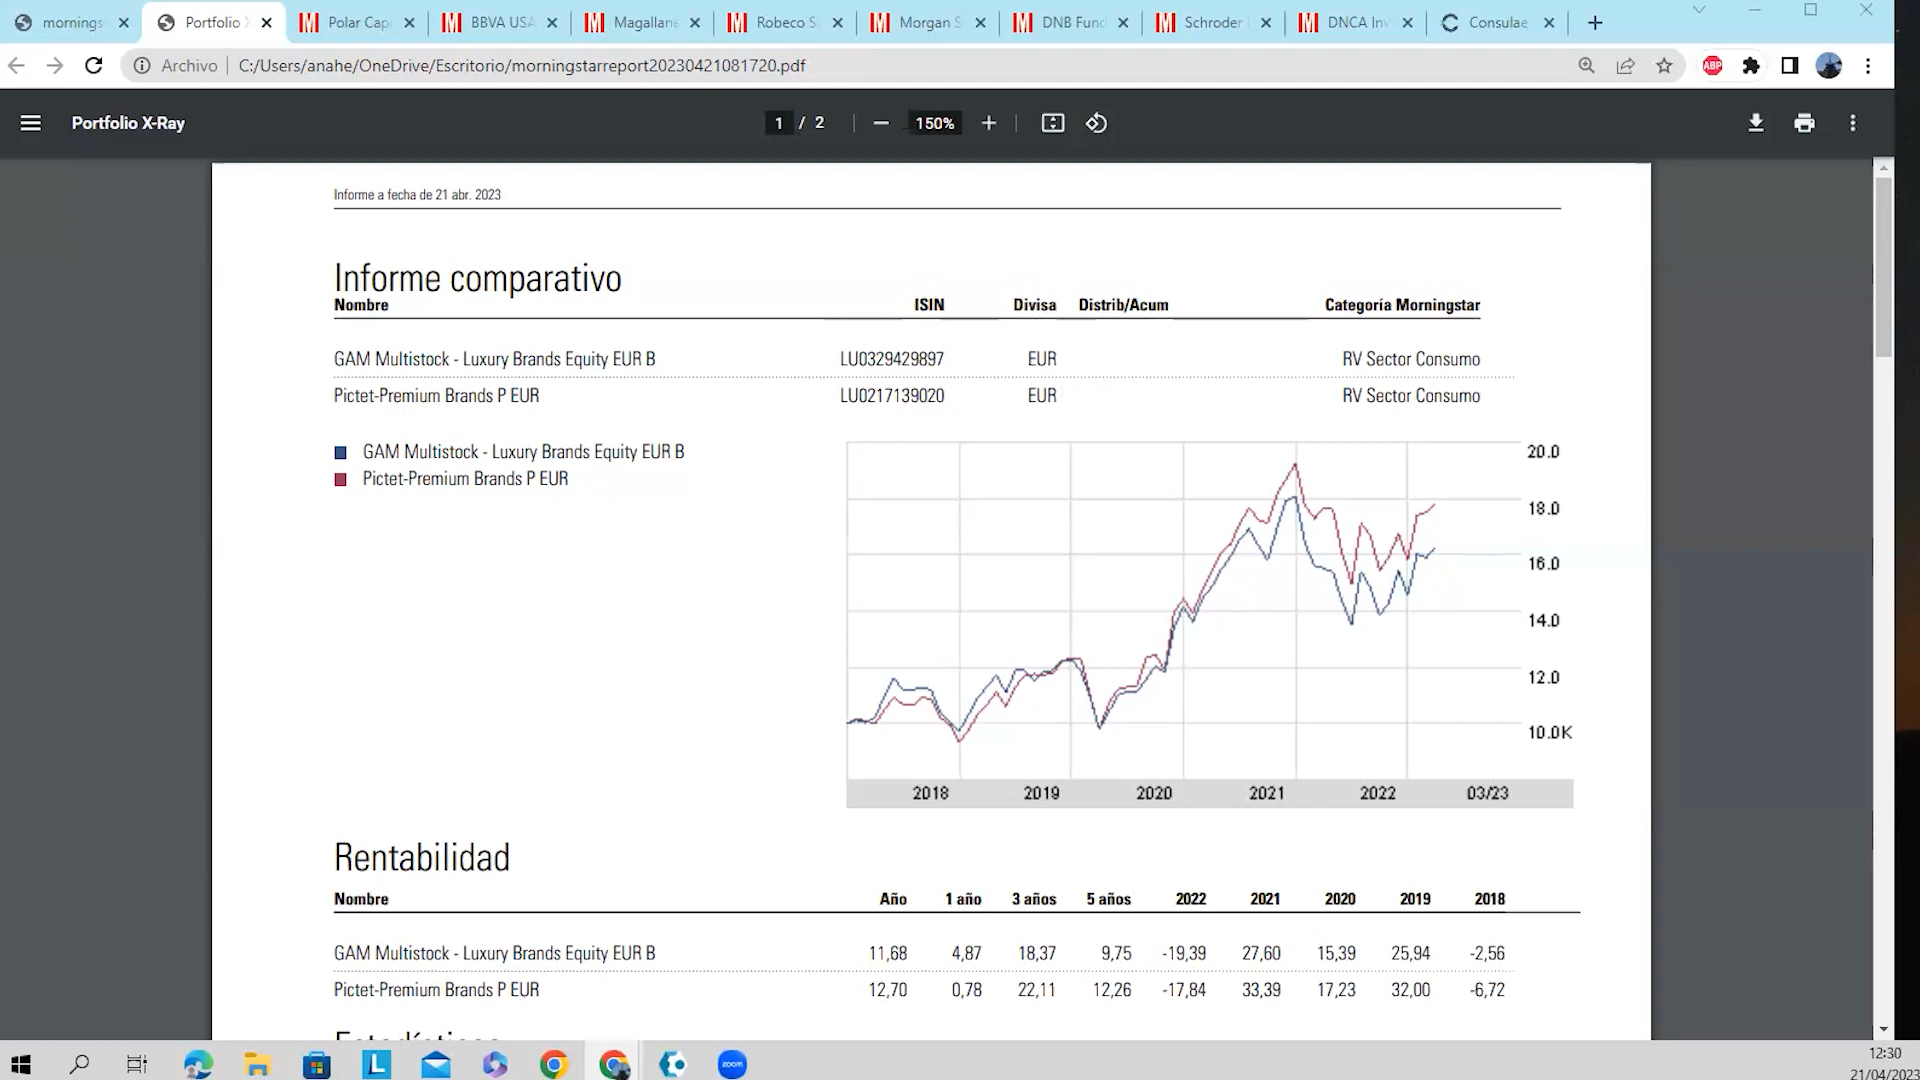 mornings
Portfolio
Polar Cap
BBVA USA
Magallane
Robeco S
Morgan S
DNB Fund
Schroder
DNCA Inv
Consulae
Archivo
C:/Users/anahe/OneDrive/Escritorio/morningstarreport20230421081720.pdf
ABP
Portfolio X-Ray
1 / 2
150%
Informe a fecha de 21 abr. 2023
Informe comparativo
Nombre ISIN Divisa Distrib/Acum Categoría Morningstar
GAM Multistock - Luxury Brands Equity EUR B LU0329429897 EUR RV Sector Consumo
Pictet-Premium Brands P EUR LU0217139020 EUR RV Sector Consumo
GAM Multistock - Luxury Brands Equity EUR B
Pictet-Premium Brands P EUR
20.0
18.0
16.0
14.0
12.0
10.0K
2018 2019 2020 2021 2022 03/23
Rentabilidad
Nombre Año 1 año 3 años 5 años 2022 2021 2020 2019 2018
GAM Multistock - Luxury Brands Equity EUR B 11,68 4,87 18,37 9,75 -19,39 27,60 15,39 25,94 -2,56
Pictet-Premium Brands P EUR 12,70 0,78 22,11 12,26 -17,84 33,39 17,23 32,00 -6,72
L
zoom
12:30
21/04/2023